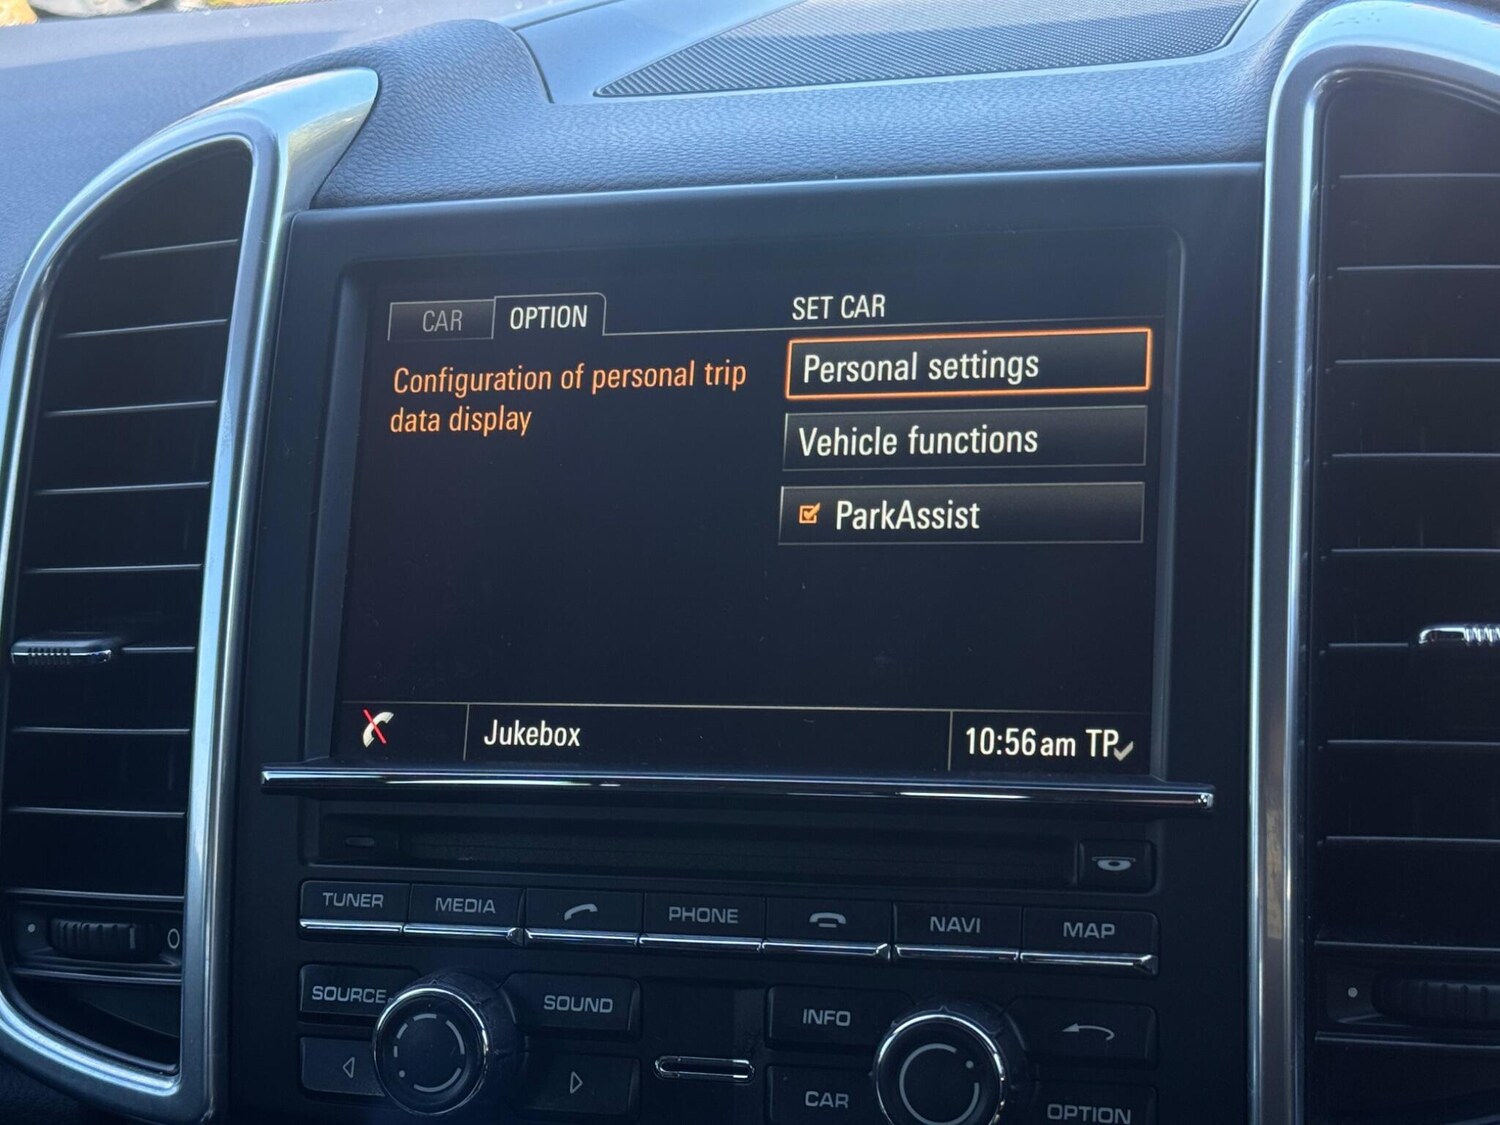 CAR
OPTION
SET CAR
Configuration of personal trip
data display
Personal settings
Vehicle functions
ParkAssist
Jukebox
10:56am TP
TUNER
MEDIA
PHONE
NAVI
MAP
SOURCE
SOUND
INFO
CAR
OPTION
0